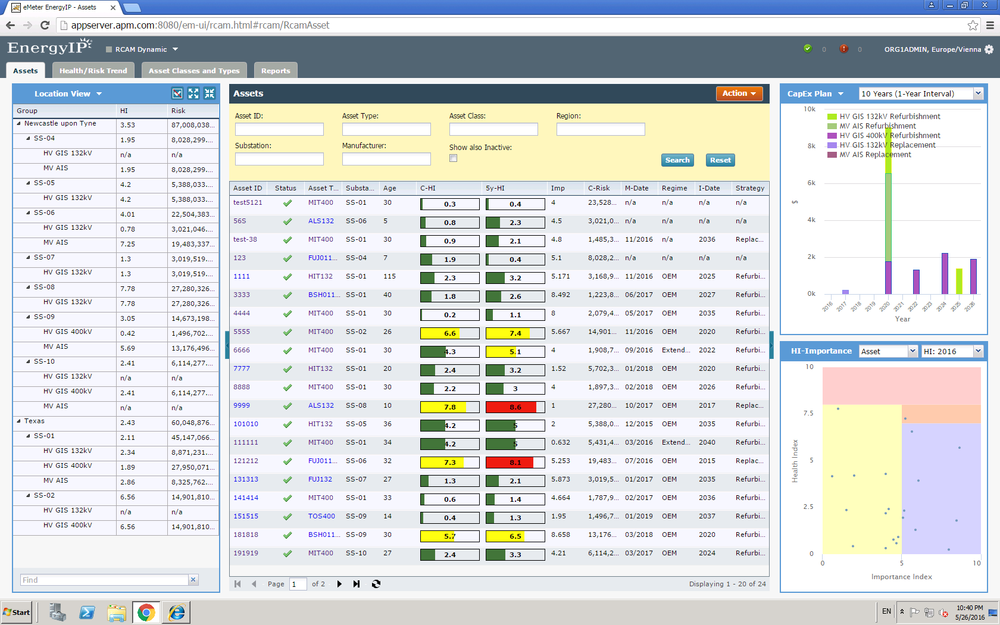 eMeter EnergyIP - Assets
appserver.apm.com:8080/em-ui/rcam.html#rcam/RcamAsset
EnergyIP RCAM Dynamic 0 0 ORG1ADMIN, Europe/Vienna
Assets Health/Risk Trend Asset Classes and Types Reports
Location View
Group HI Risk
Newcastle upon Tyne 3.53 87,008,038...
SS-04 1.95 8,028,299....
HV GIS 132kV n/a n/a
MV AIS 1.95 8,028,299....
SS-05 4.2 5,388,033....
HV GIS 132kV 4.2 5,388,033....
SS-06 4.01 22,504,383...
HV GIS 132kV 0.78 3,021,046....
MV AIS 7.25 19,483,337...
SS-07 1.3 3,019,519....
HV GIS 132kV 1.3 3,019,519....
SS-08 7.78 27,280,326...
HV GIS 132kV 7.78 27,280,326...
SS-09 3.05 14,673,198...
HV GIS 400kV 0.42 1,496,702....
MV AIS 5.69 13,176,496...
SS-10 2.41 6,114,277....
HV GIS 132kV n/a n/a
HV GIS 400kV 2.41 6,114,277....
MV AIS n/a n/a
Texas 2.43 60,048,876...
SS-01 2.11 45,147,066...
HV GIS 132kV 2.34 8,871,231....
HV GIS 400kV 1.89 27,950,071...
MV AIS 2.86 8,325,762....
SS-02 6.56 14,901,810...
HV GIS 132kV n/a n/a
HV GIS 400kV 6.56 14,901,810...
Find
Assets Action
Asset ID: Asset Type: Asset Class: Region:
Substation: Manufacturer: Show also Inactive:
Search Reset
Asset ID Status Asset T... Substa... Age C-HI 5y-HI Imp C-Risk M-Date Regime I-Date Strategy
test5121 MIT400 SS-01 30 0.3 0.4 4 23,528... n/a n/a n/a n/a
56S ALS132 SS-06 5 0.8 2.3 4.5 3,021,0... n/a n/a n/a n/a
test-38 MIT400 SS-01 30 0.9 2.1 4.8 1,485,3... 11/2016 n/a 2036 Replac...
123 FUJ011... SS-04 7 1.9 0.4 5.1 8,028,2... n/a n/a n/a n/a
1111 HIT132 SS-01 115 2.3 3.2 5.171 3,168,9... 11/2016 OEM 2025 Refurbi...
3333 BSH011... SS-01 40 1.8 2.6 8.492 1,223,8... 06/2017 OEM 2027 Refurbi...
4444 MIT400 SS-01 30 0.2 1.1 8 2,079,4... 05/2017 OEM 2035 Refurbi...
5555 MIT400 SS-02 26 6.6 7.4 5.667 14,901... 11/2016 OEM 2020 Refurbi...
6666 MIT400 SS-01 30 4.3 5.1 4 1,908,7... 09/2016 Extend... 2022 Refurbi...
7777 HIT132 SS-01 20 2.4 3.2 1.52 5,702,3... 01/2018 OEM 2020 Refurbi...
8888 MIT400 SS-01 30 2.2 3 4 1,897,3... 02/2018 OEM 2026 Refurbi...
9999 ALS132 SS-08 10 7.8 8.6 1 27,280... 10/2017 OEM 2017 Replac...
101010 HIT132 SS-05 36 4.2 5 2 5,388,0... 12/2015 OEM 2035 Refurbi...
111111 MIT400 SS-01 34 4.2 5 0.632 5,431,4... 03/2016 Extend... 2040 Refurbi...
121212 FUJ011... SS-06 32 7.3 8.1 5.253 19,483... 07/2016 OEM 2015 Replac...
131313 FUJ132 SS-07 27 1.3 2.1 5.873 3,019,5... 01/2017 OEM 2035 Refurbi...
141414 MIT400 SS-01 33 0.6 1.4 4.664 1,787,9... 02/2017 OEM 2036 Refurbi...
151515 TOS400 SS-09 14 0.4 1.3 1.95 1,496,7... 01/2019 OEM 2037 Refurbi...
181818 BSH011... SS-09 30 5.7 6.5 8.658 13,176... 03/2018 OEM 2020 Refurbi...
191919 MIT400 SS-10 27 2.4 3.3 4.21 6,114,2... 03/2017 OEM 2024 Refurbi...
Page 1 of 2 Displaying 1 - 20 of 24
CapEx Plan 10 Years (1-Year Interval)
HV GIS 132kV Refurbishment
MV AIS Refurbishment
HV GIS 400kV Refurbishment
HV GIS 132kV Replacement
MV AIS Replacement
10k
8k
6k
4k
2k
0k
$
2016 2017 2018 2019 2020 2021 2022 2023 2024 2025 2026
Year
HI-Importance Asset HI: 2016
10
7.5
5
2.5
0
Health Index
0 5 10
Importance Index
Start EN 10:40 PM
5/26/2016